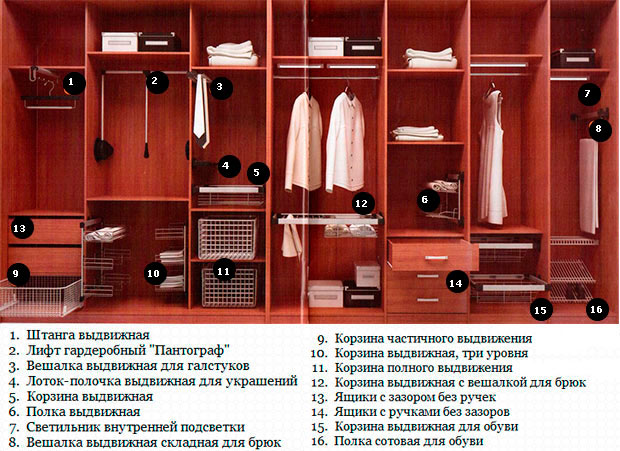 1
2
3
4
5
6
7
8
9
10
11
12
13
14
15
16
1. Штанга выдвижная
2. Лифт гардеробный "Пантограф"
3. Вешалка выдвижная для галстуков
4. Лоток-полочка выдвижная для украшений
5. Корзина выдвижная
6. Полка выдвижная
7. Светильник внутренней подсветки
8. Вешалка выдвижная складная для брюк
9. Корзина частичного выдвижения
10. Корзина выдвижная, три уровня
11. Корзина полного выдвижения
12. Корзина выдвижная с вешалкой для брюк
13. Ящики с зазором без ручек
14. Ящики с ручками без зазоров
15. Корзина выдвижная для обуви
16. Полка сотовая для обуви